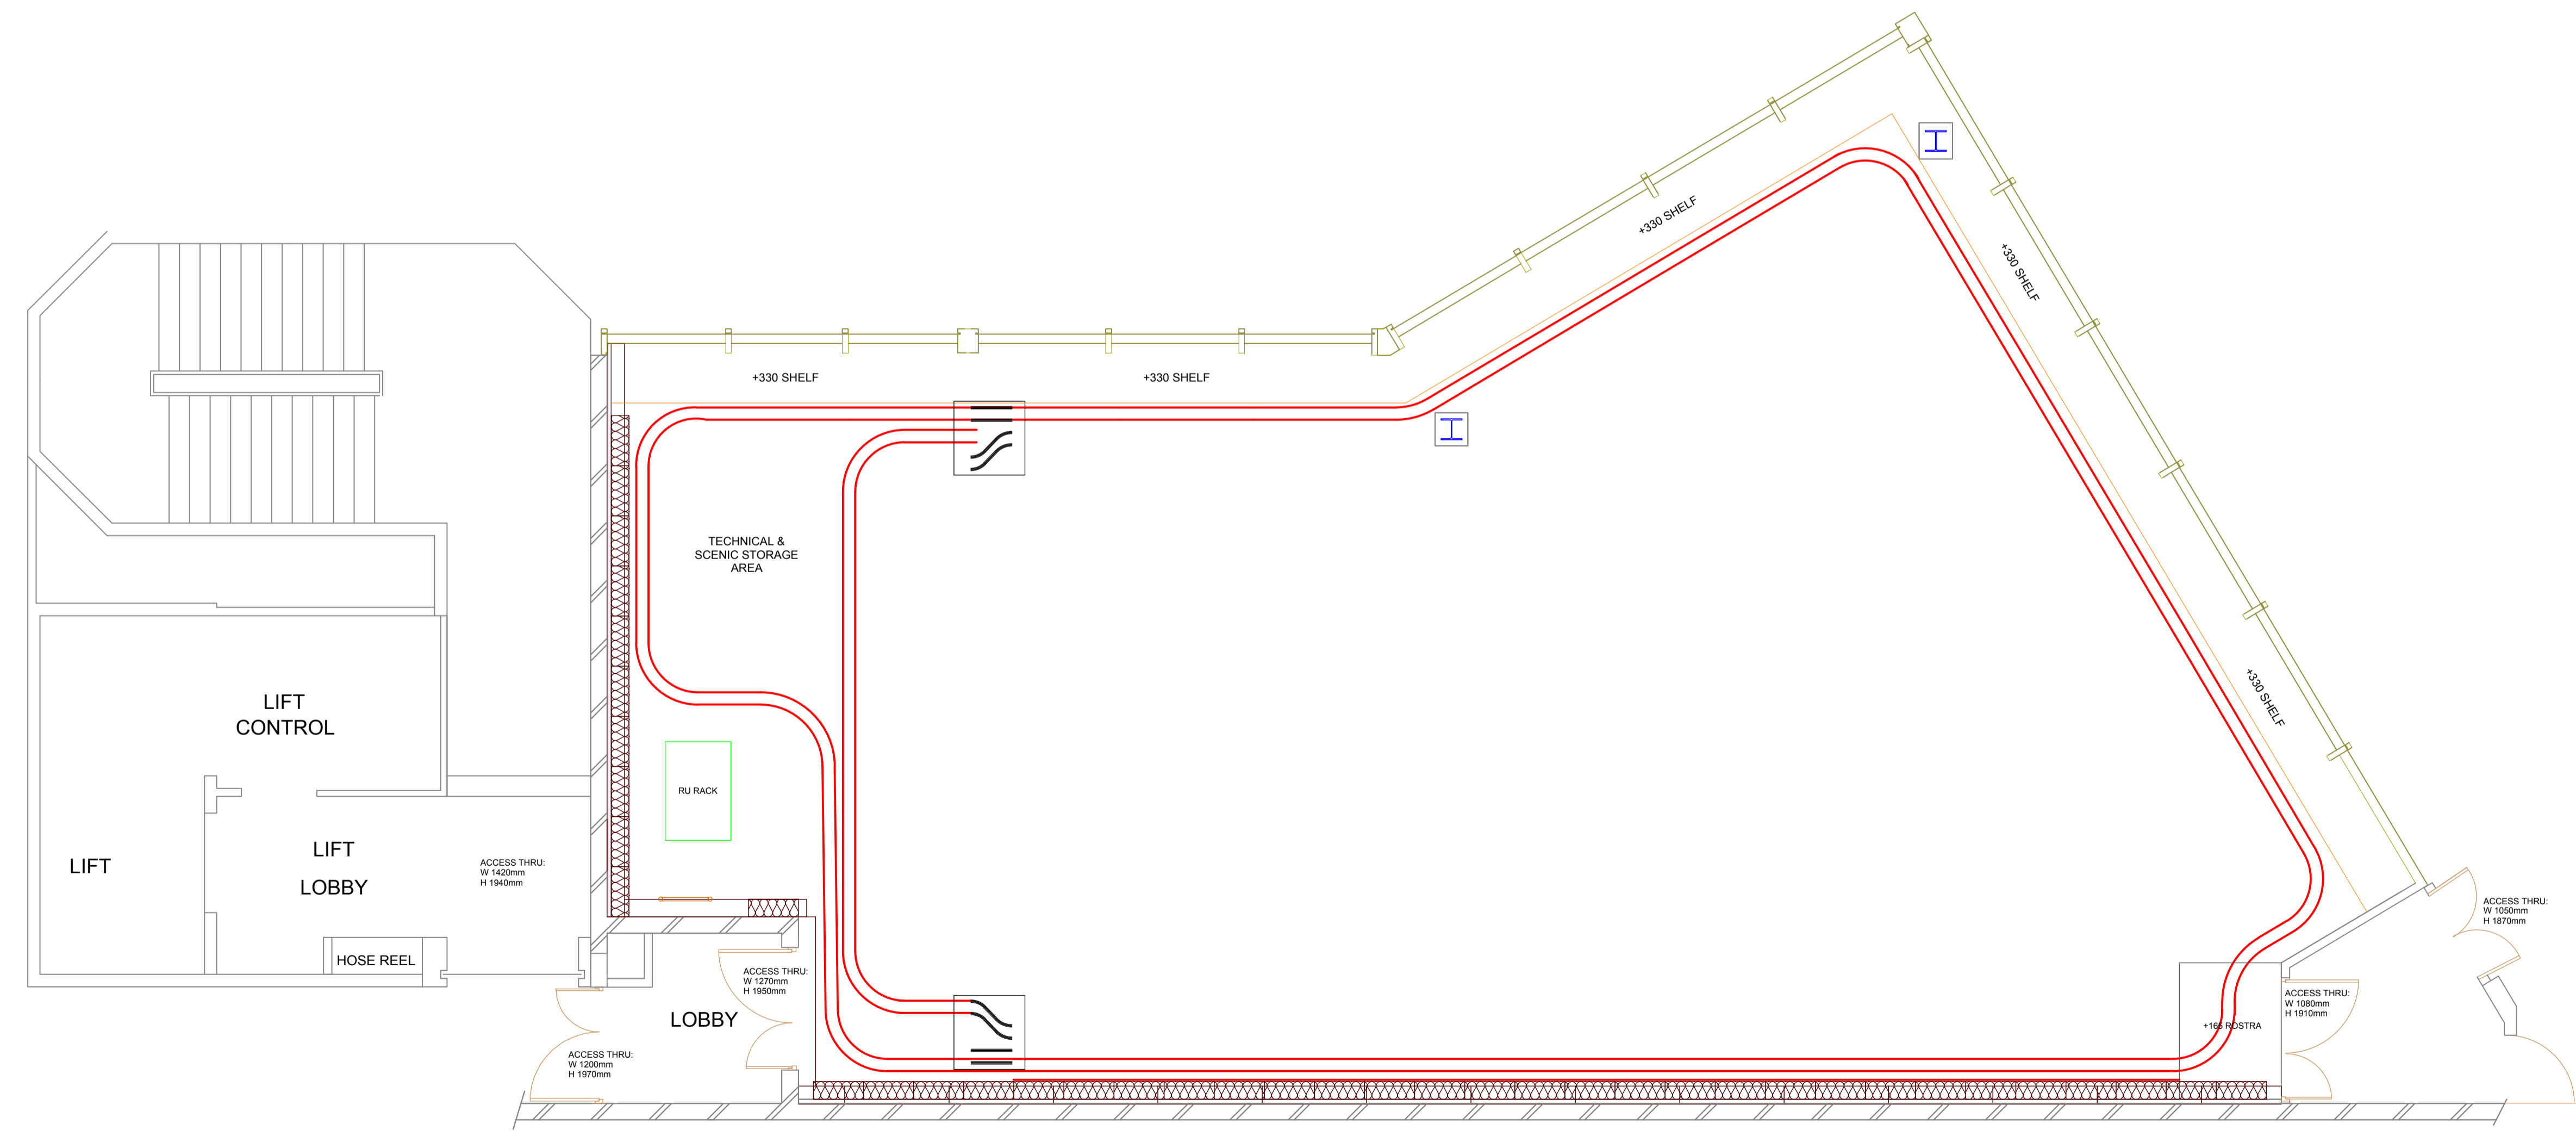 +330 SHELF
+330 SHELF
+330 SHELF
+330 SHELF
+330 SHELF
TECHNICAL &
SCENIC STORAGE
AREA
LIFT
CONTROL
RU RACK
LIFT
LOBBY
LIFT
ACCESS THRU:
W 1420mm
H 1940mm
HOSE REEL
ACCESS THRU:
W 1270mm
H 1950mm
LOBBY
ACCESS THRU:
W 1200mm
H 1970mm
ACCESS THRU:
W 1050mm
H 1870mm
ACCESS THRU:
W 1080mm
H 1910mm
+165 ROSTRA